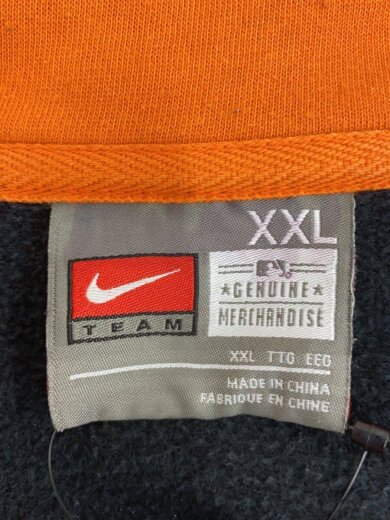 XXL
TEAM
GENUINE
MERCHANDISE
XXL TTG EEG
MADE IN CHINA
FABRIQUE EN CHINE